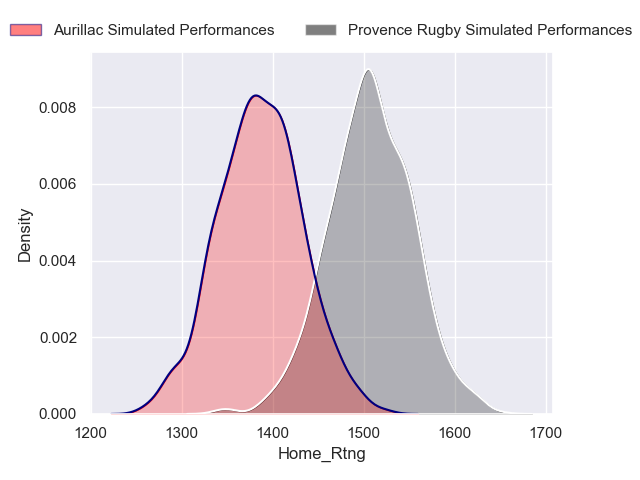 Aurillac Simulated Performances
Provence Rugby Simulated Performances
0.008
0.006
0.004
0.002
0.000
Density
1200
1300
1400
1500
1600
1700
Home_Rtng